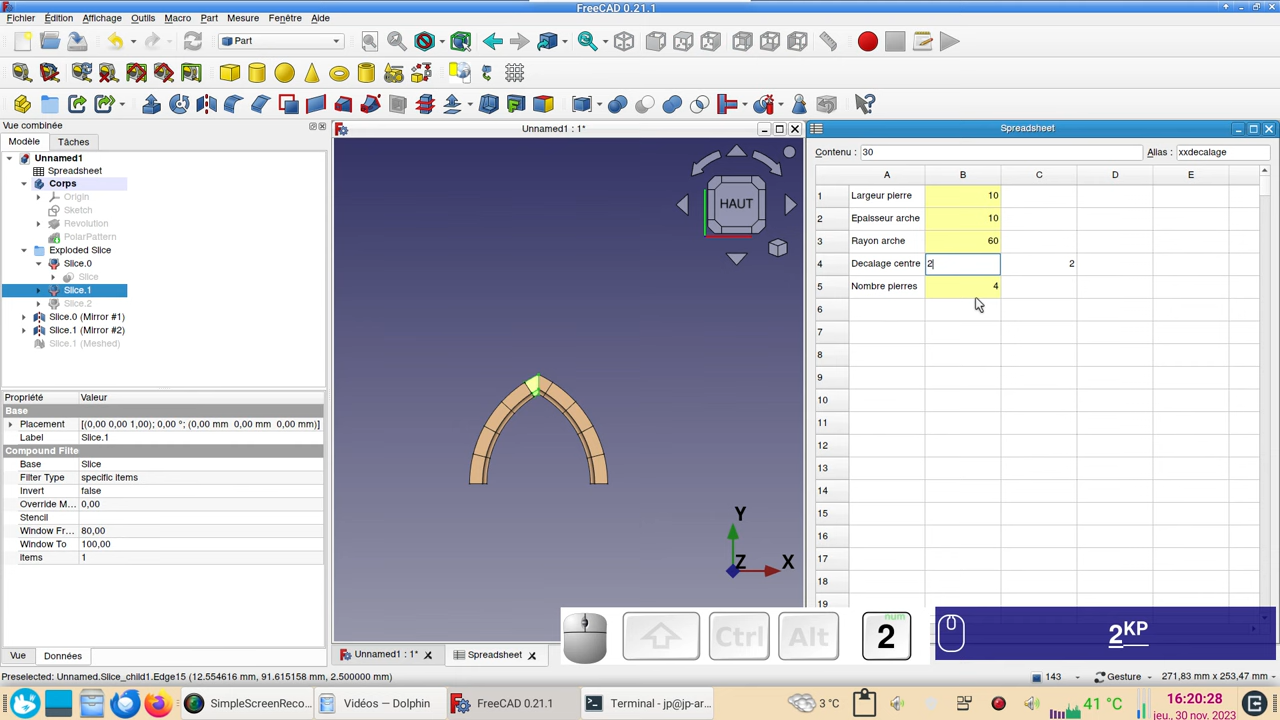 FreeCAD 0.21.1
Fichier Édition Affichage Outils Macro Part Mesure Fenêtre Aide
Part
Vue combinée
Modèle Tâches
Unnamed1
Spreadsheet
Corps
Origin
Sketch
Revolution
PolarPattern
Exploded Slice
Slice.0
Slice
Slice.1
Slice.2
Slice.0 (Mirror #1)
Slice.1 (Mirror #2)
Slice.1 (Meshed)
Propriété Valeur
Base
Placement [(0,00 0,00 1,00); 0,00 °; (0,00 mm 0,00 mm 0,00 mm)]
Label Slice.1
Compound Filte
Base Slice
Filter Type specific items
Invert false
Override M... 0,00
Stencil
Window Fr... 80,00
Window To 100,00
Items 1
Vue Données
Unnamed1 : 1*
HAUT
Y
Z X
Unnamed1 : 1* Spreadsheet
Spreadsheet
Contenu : 30 Alias : xxdecalage
A B C D E
1 Largeur pierre 10
2 Epaisseur arche 10
3 Rayon arche 60
4 Decalage centre 2 2
5 Nombre pierres 4
6
7
8
9
10
11
12
13
14
15
16
17
18
19
Ctrl Alt num 2 2KP
Preselected: Unnamed.Slice_child1.Edge15 (12.554616 mm, 91.615158 mm, 2.500000 mm) 143 Gesture 271,83 mm x 253,47 mm
SimpleScreenReco... Vidéos — Dolphin FreeCAD 0.21.... Terminal - jp@jp-ar... 3 °C 41 °C 16:20:28
jeu., 30 nov. 2023